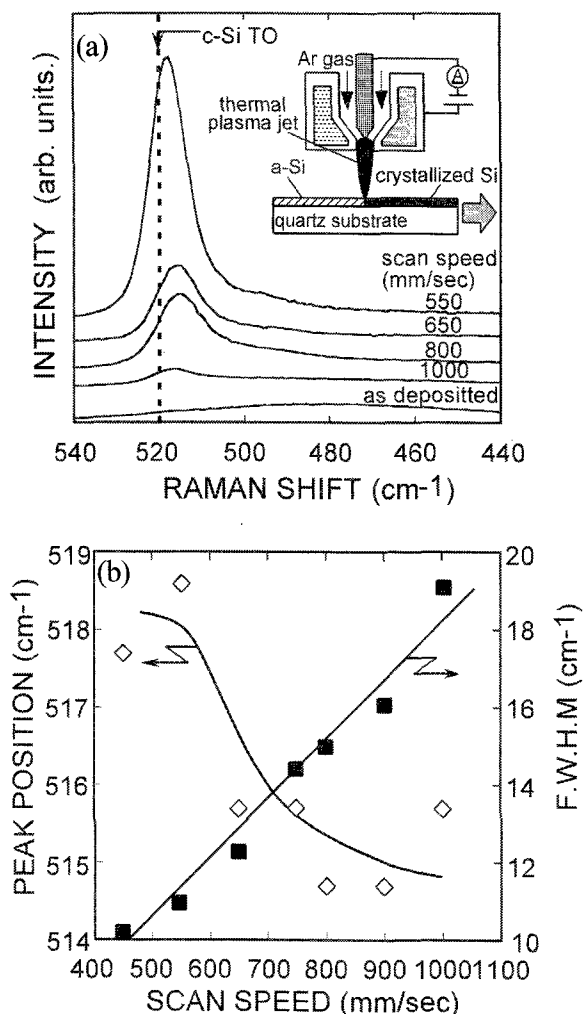 (a)
c-Si TO
Ar gas
A
thermal
plasma jet
a-Si
crystallized Si
quartz substrate
scan speed
(mm/sec)
550
650
800
1000
as depositted
INTENSITY (arb. units.)
540 520 500 480 460 440
RAMAN SHIFT (cm-1)
(b)
519
518
517
516
515
514
PEAK POSITION (cm-1)
20
18
16
14
12
10
F.W.H.M (cm-1)
400 500 600 700 800 900 1000 1100
SCAN SPEED (mm/sec)